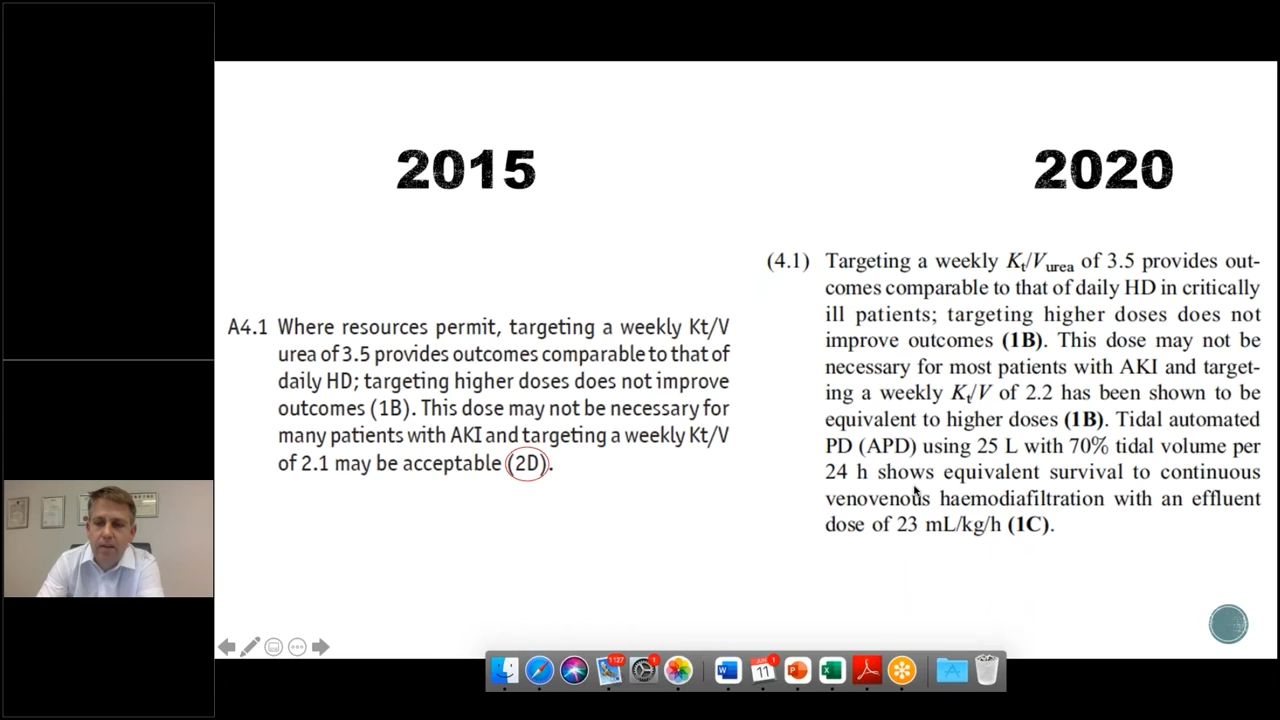 2015
2020
A4.1 Where resources permit, targeting a weekly Kt/V
urea of 3.5 provides outcomes comparable to that of
daily HD; targeting higher doses does not improve
outcomes (1B). This dose may not be necessary for
many patients with AKI and targeting a weekly Kt/V
of 2.1 may be acceptable (2D).
(4.1) Targeting a weekly Kt/Vurea of 3.5 provides out-
comes comparable to that of daily HD in critically
ill patients; targeting higher doses does not
improve outcomes (1B). This dose may not be
necessary for most patients with AKI and target-
ing a weekly Kt/V of 2.2 has been shown to be
equivalent to higher doses (1B). Tidal automated
PD (APD) using 25 L with 70% tidal volume per
24 h shows equivalent survival to continuous
venovenous haemodiafiltration with an effluent
dose of 23 mL/kg/h (1C).
1127
1
W
JUN
11
1
P
X